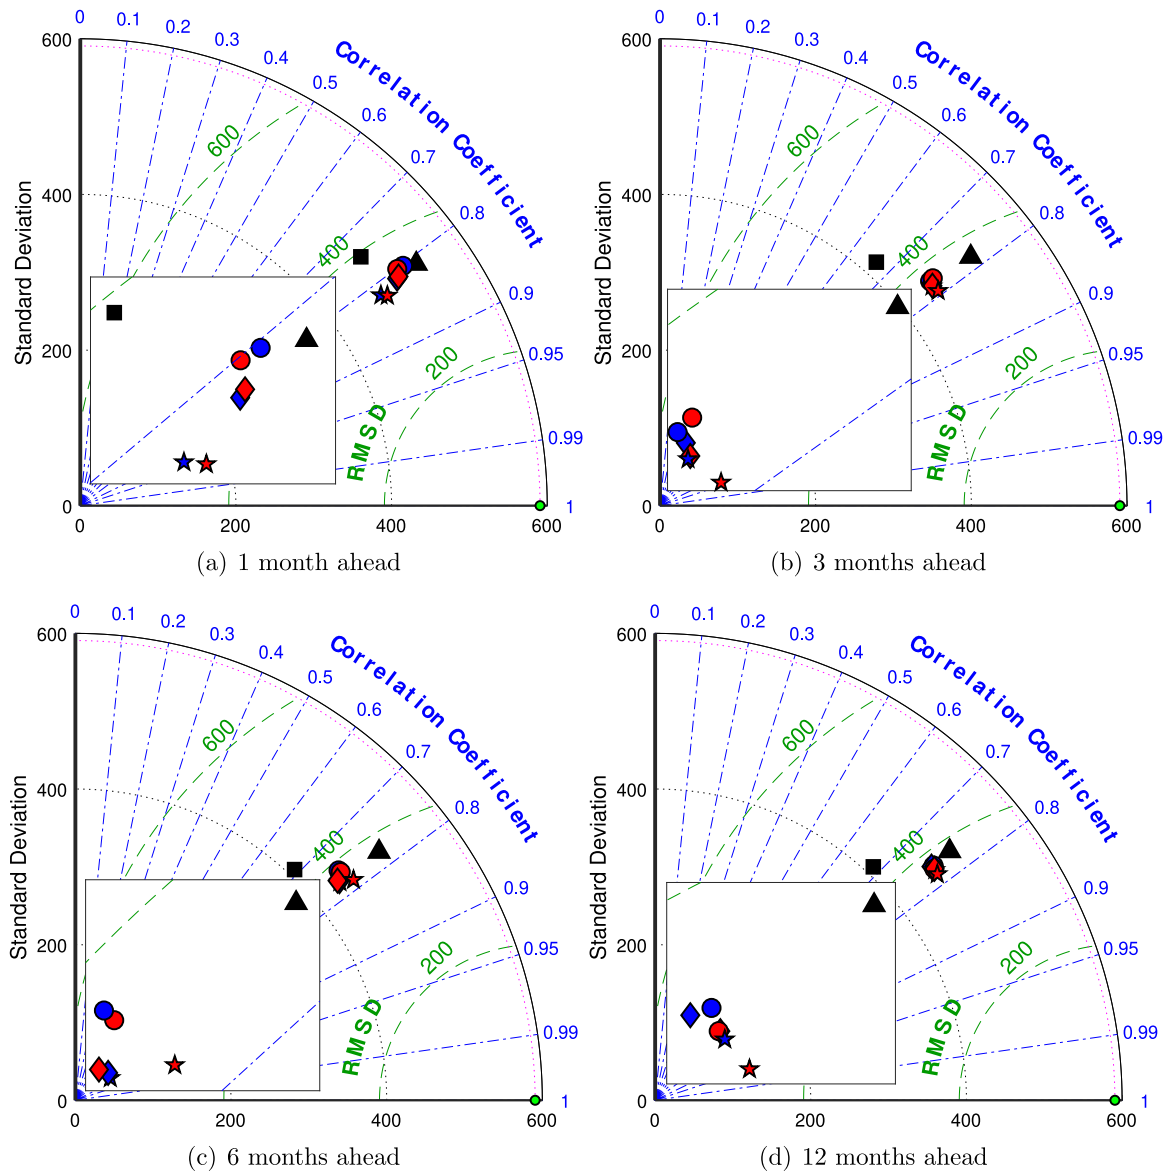 0 0.1 0.2 0.3 0.4 0.5 0.6 0.7 0.8 0.9 0.95 0.99 1
Correlation Coefficient
600 400 200 0
Standard Deviation
600 400 200
RMSD
0 200 400 600
(a) 1 month ahead
0 0.1 0.2 0.3 0.4 0.5 0.6 0.7 0.8 0.9 0.95 0.99 1
Correlation Coefficient
600 400 200 0
Standard Deviation
600 400 200
RMSD
0 200 400 600
(b) 3 months ahead
0 0.1 0.2 0.3 0.4 0.5 0.6 0.7 0.8 0.9 0.95 0.99 1
Correlation Coefficient
600 400 200 0
Standard Deviation
600 400 200
RMSD
0 200 400 600
(c) 6 months ahead
0 0.1 0.2 0.3 0.4 0.5 0.6 0.7 0.8 0.9 0.95 0.99 1
Correlation Coefficient
600 400 200 0
Standard Deviation
600 400 200
RMSD
0 200 400 600
(d) 12 months ahead